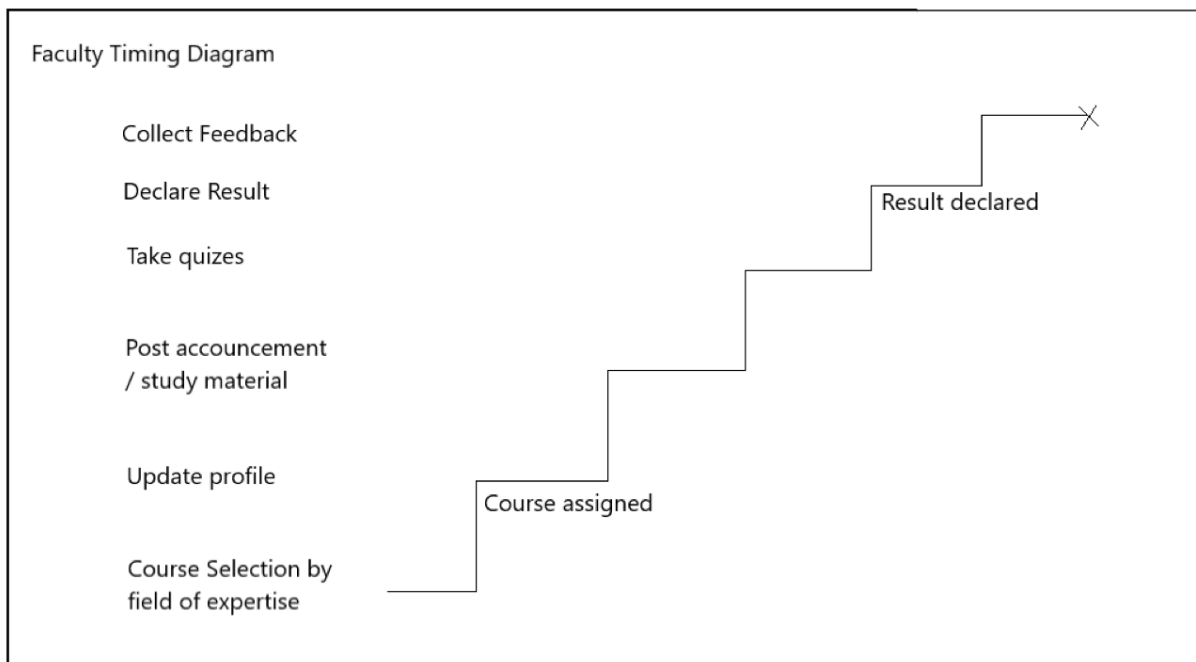 Faculty Timing Diagram
Collect Feedback
Declare Result
Result declared
Take quizes
Post accouncement
/ study material
Update profile
Course assigned
Course Selection by
field of expertise